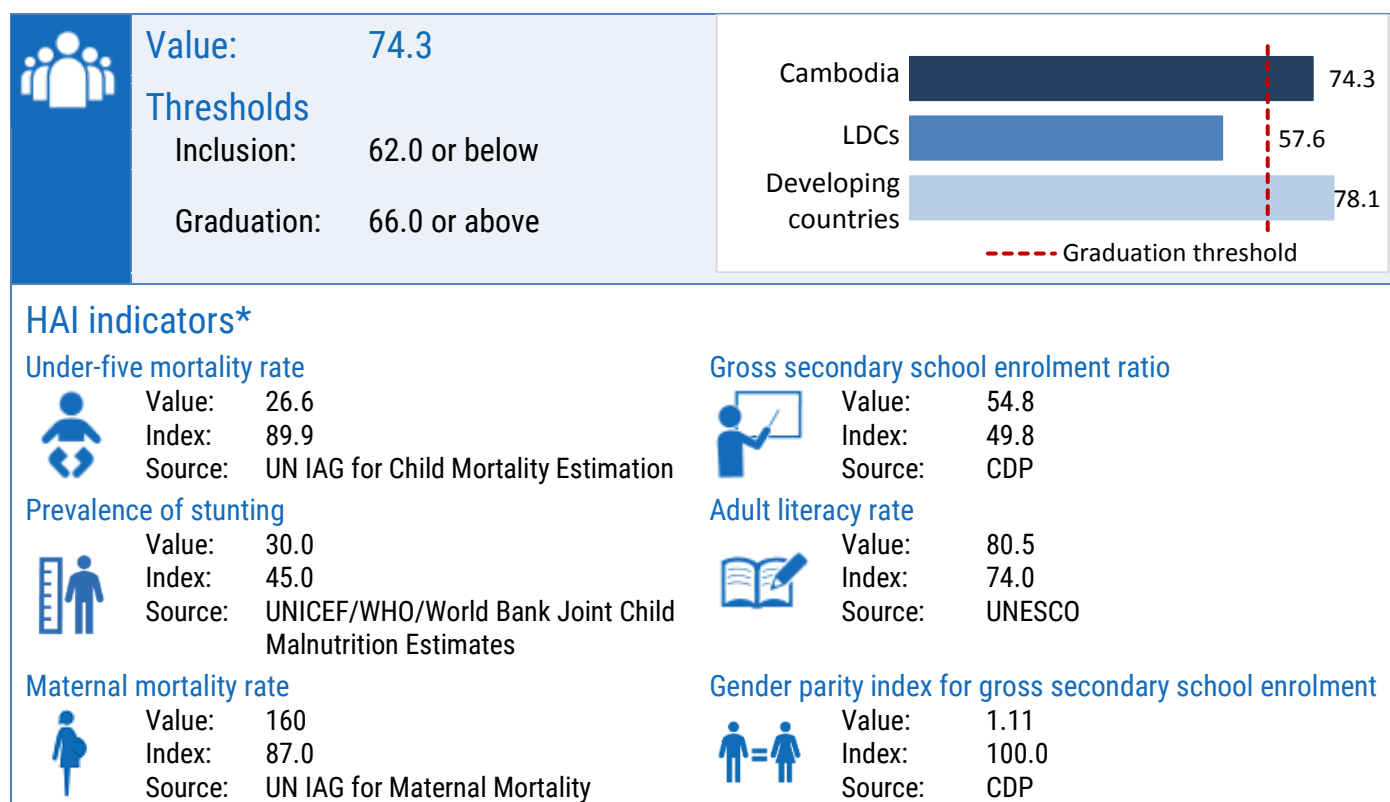 Value: 74.3
Thresholds
Inclusion: 62.0 or below
Graduation: 66.0 or above
Cambodia 74.3
LDCs 57.6
Developing
countries 78.1
Graduation threshold
HAI indicators*
Under-five mortality rate
Value: 26.6
Index: 89.9
Source: UN IAG for Child Mortality Estimation
Prevalence of stunting
Value: 30.0
Index: 45.0
Source: UNICEF/WHO/World Bank Joint Child
Malnutrition Estimates
Maternal mortality rate
Value: 160
Index: 87.0
Source: UN IAG for Maternal Mortality
Gross secondary school enrolment ratio
Value: 54.8
Index: 49.8
Source: CDP
Adult literacy rate
Value: 80.5
Index: 74.0
Source: UNESCO
Gender parity index for gross secondary school enrolment
Value: 1.11
Index: 100.0
Source: CDP